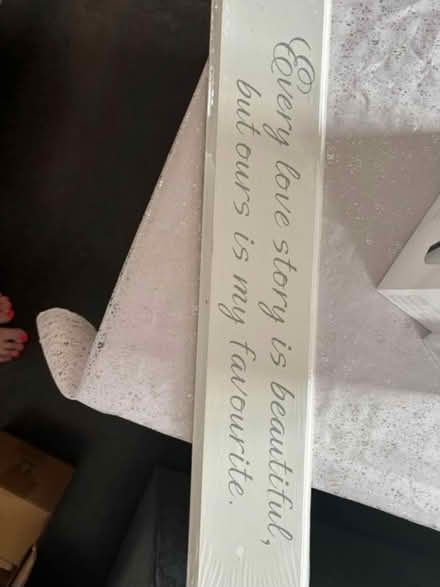 Every love story is beautiful,
but ours is my favourite.